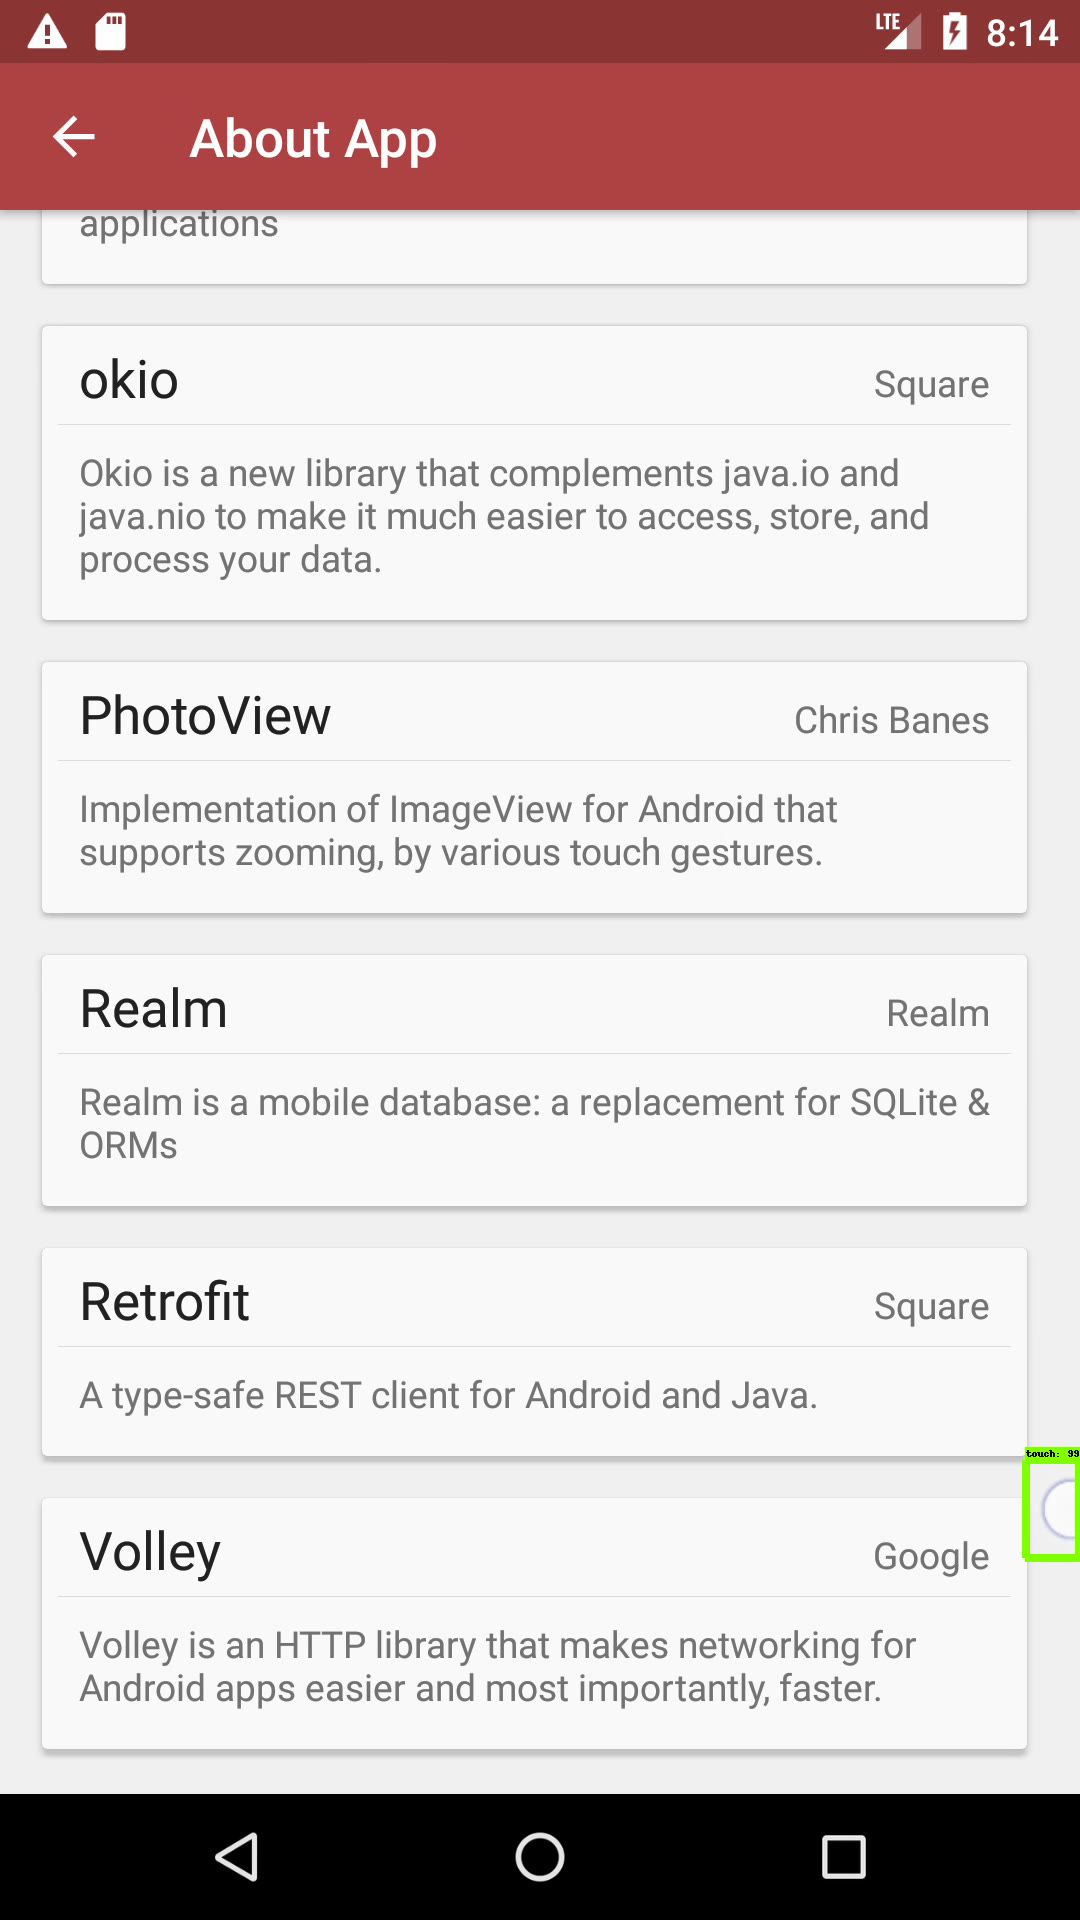 LTE 8:14
About App
applications
okio Square
Okio is a new library that complements java.io and
java.nio to make it much easier to access, store, and
process your data.
PhotoView Chris Banes
Implementation of ImageView for Android that
supports zooming, by various touch gestures.
Realm Realm
Realm is a mobile database: a replacement for SQLite &
ORMs
Retrofit Square
A type-safe REST client for Android and Java.
touch: 99
Volley Google
Volley is an HTTP library that makes networking for
Android apps easier and most importantly, faster.